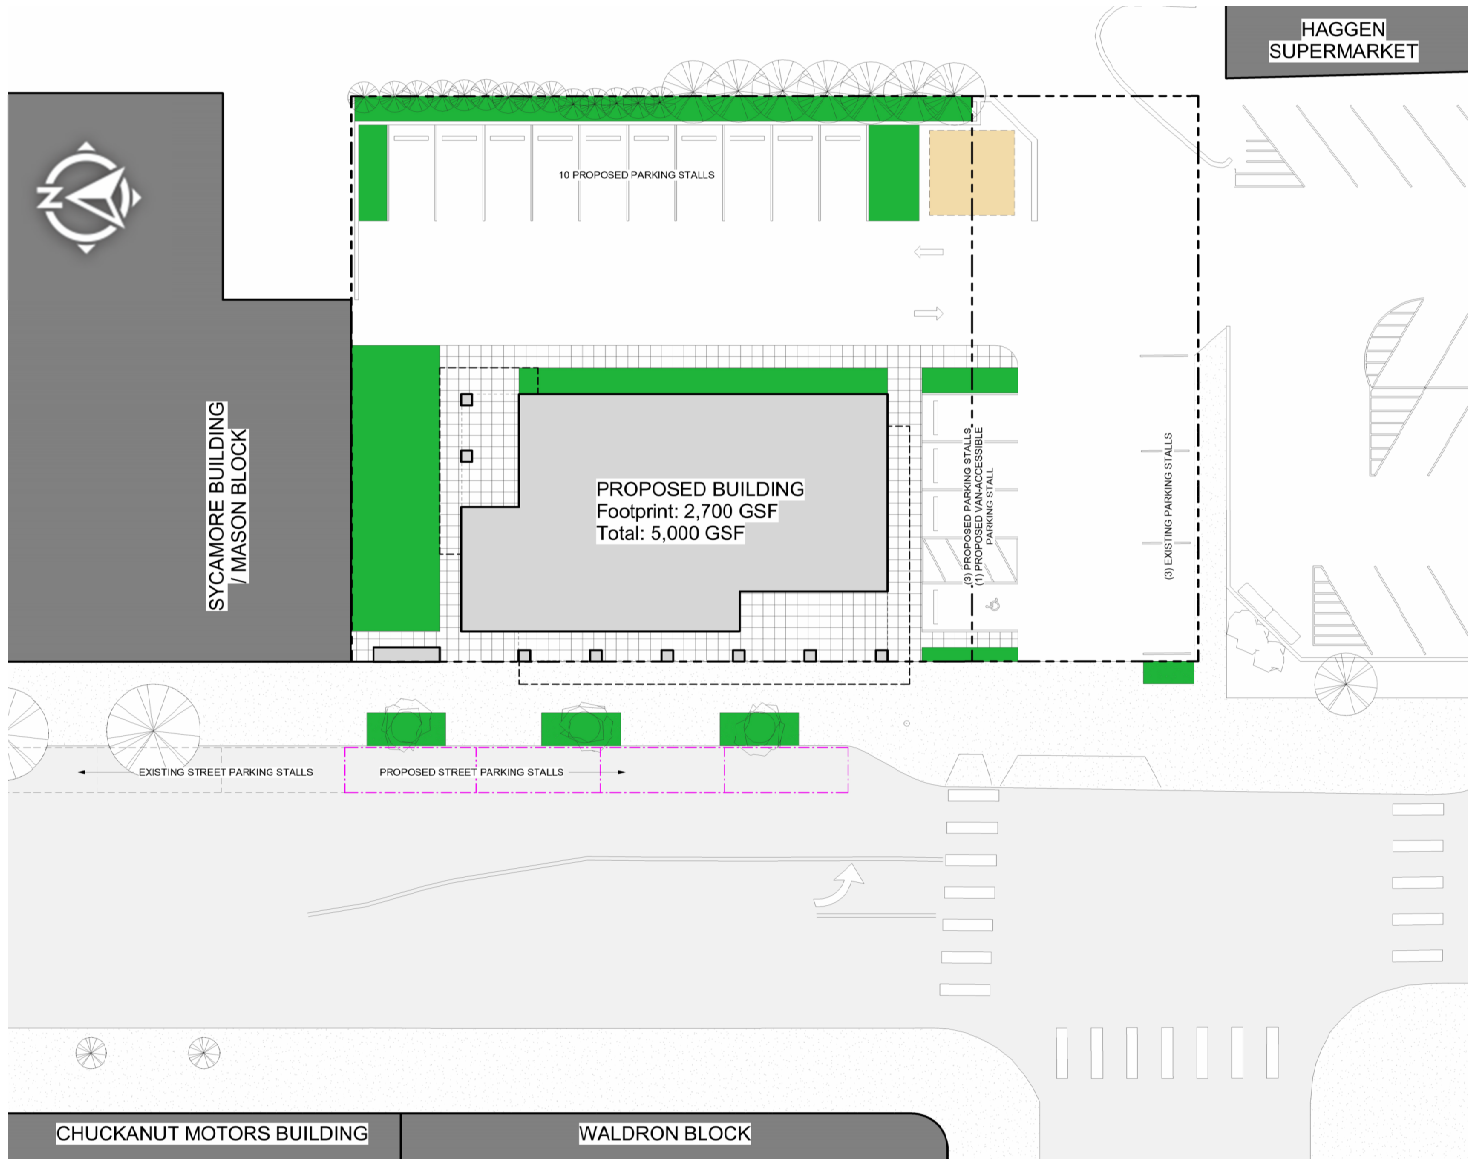 HAGGEN
SUPERMARKET
N
10 PROPOSED PARKING STALLS
SYCAMORE BUILDING
/ MASON BLOCK
PROPOSED BUILDING
Footprint: 2,700 GSF
Total: 5,000 GSF
(3) PROPOSED PARKING STALLS
(1) PROPOSED VAN-ACCESSIBLE
PARKING STALL
(3) EXISTING PARKING STALLS
EXISTING STREET PARKING STALLS
PROPOSED STREET PARKING STALLS
CHUCKANUT MOTORS BUILDING
WALDRON BLOCK